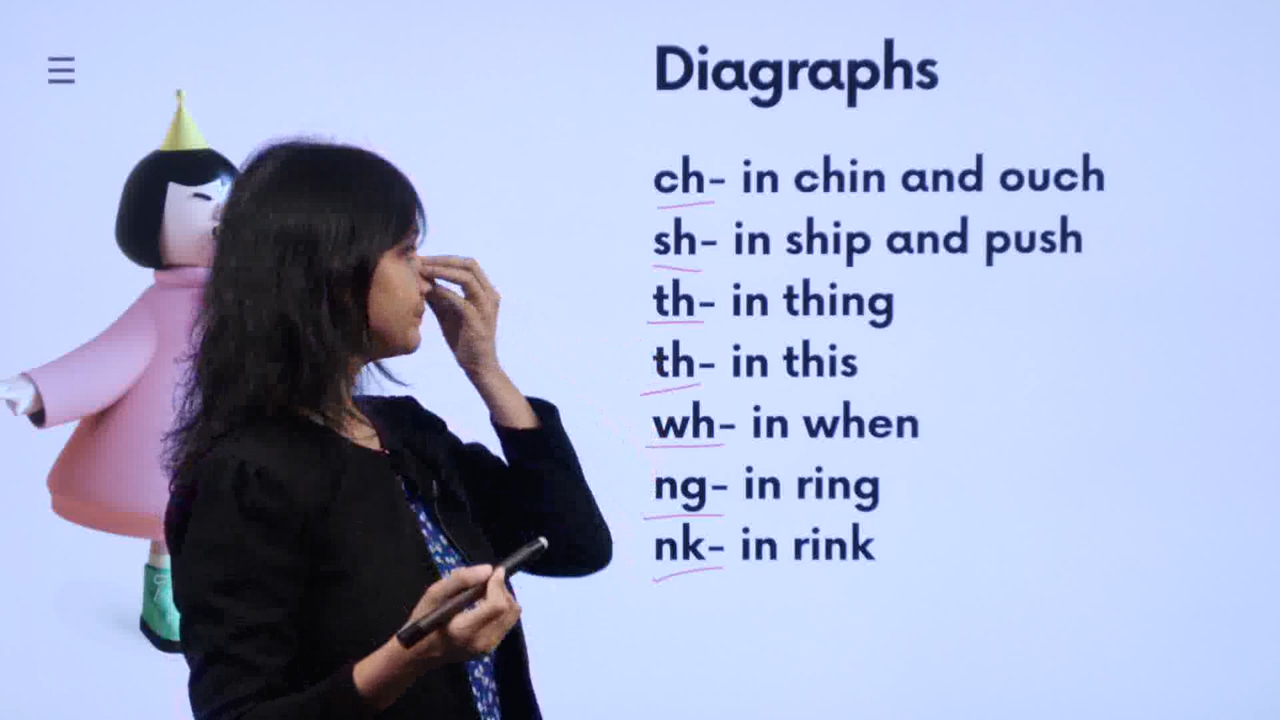 Diagraphs
ch- in chin and ouch
sh- in ship and push
th- in thing
th- in this
wh- in when
ng- in ring
nk- in rink